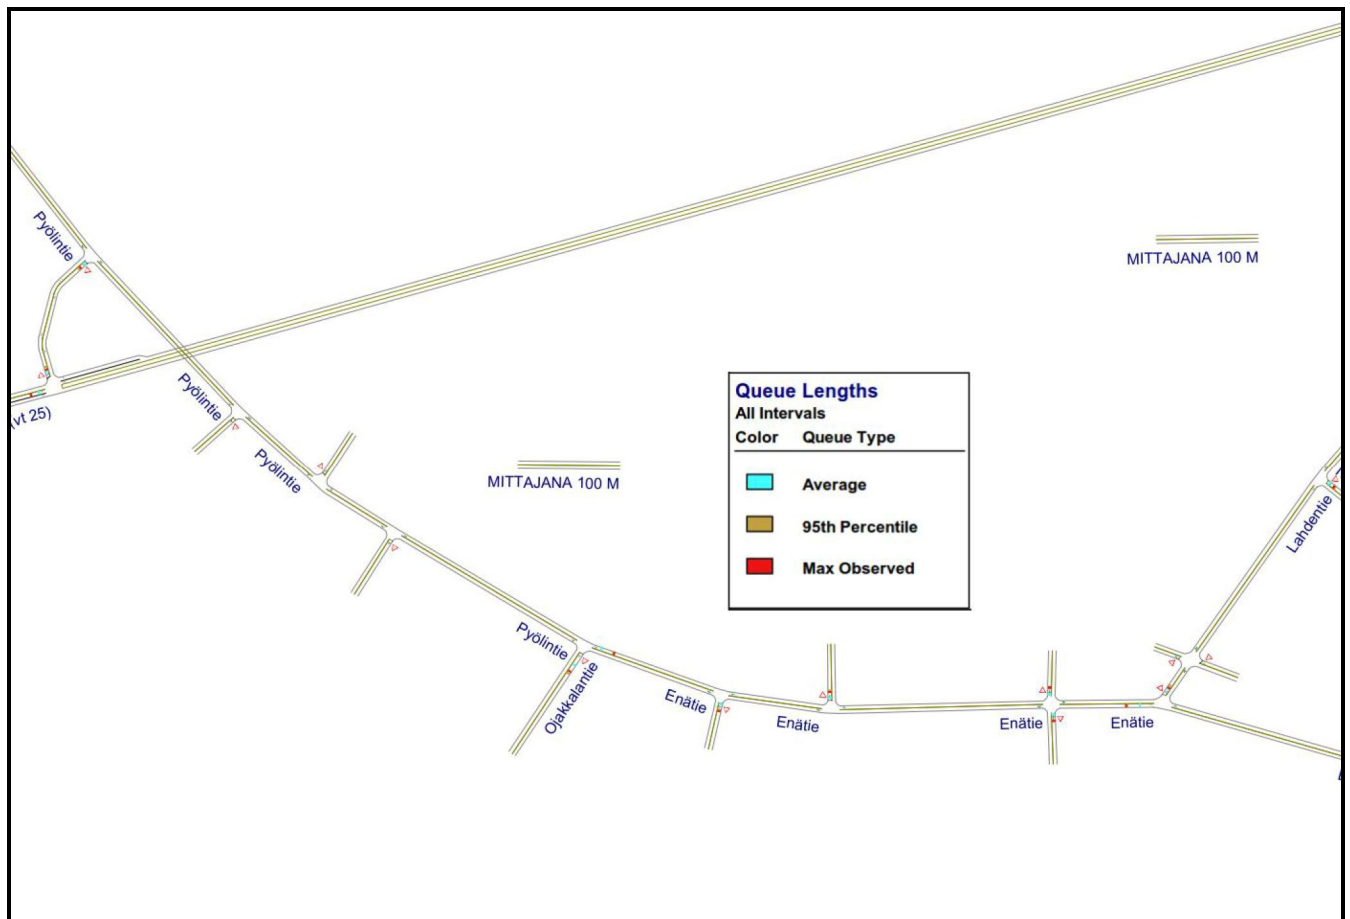 Pyölintie
MITTAJANA 100 M
(vt 25)
Pyölintie
Pyölintie
MITTAJANA 100 M
Queue Lengths
All Intervals
Color Queue Type
Average
95th Percentile
Max Observed
Lahdentie
Pyölintie
Ojakkalantie
Enätie
Enätie
Enätie
Enätie